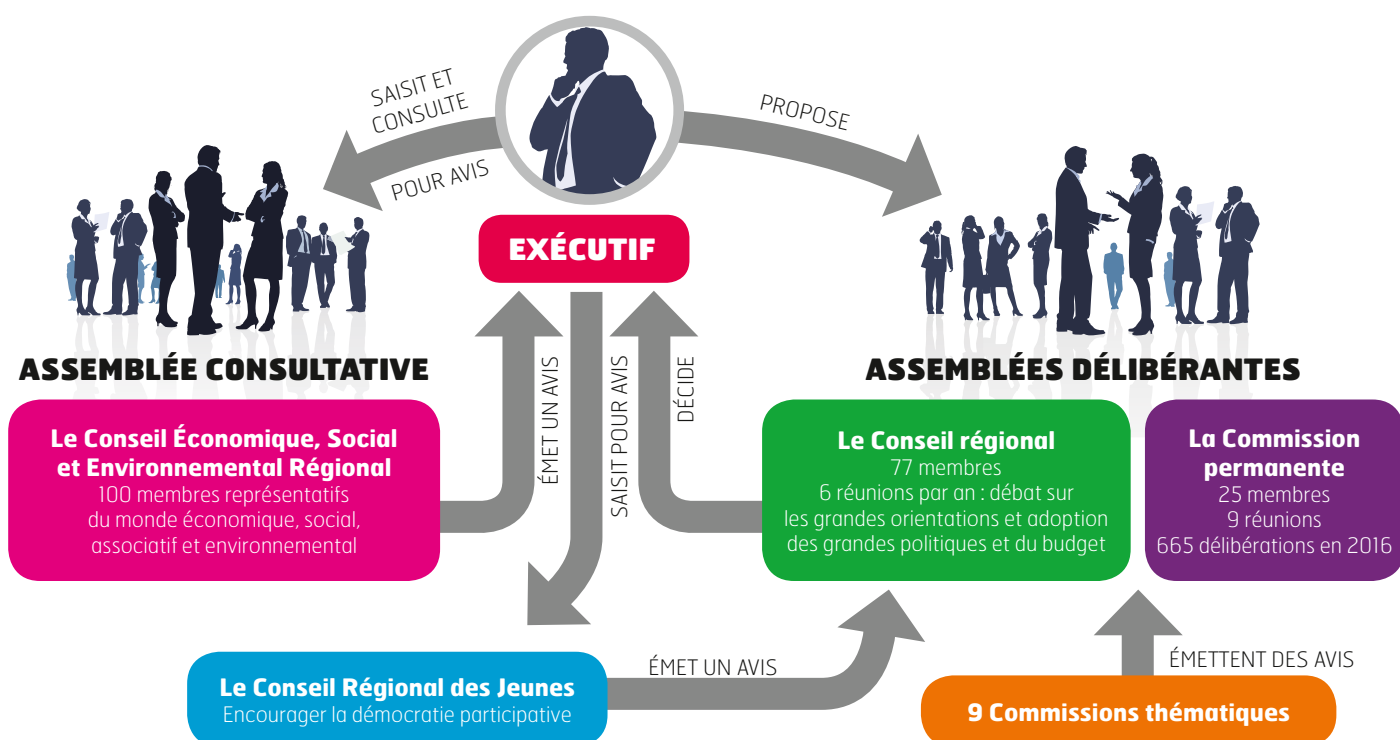 SAISIT ET
CONSULTE
POUR AVIS
PROPOSE
EXÉCUTIF
ASSEMBLÉE CONSULTATIVE
Le Conseil Économique, Social
et Environnemental Régional
100 membres représentatifs
du monde économique, social,
associatif et environnemental
ÉMET UN AVIS
SAISIT POUR AVIS
DÉCIDE
ASSEMBLÉES DÉLIBÉRANTES
Le Conseil régional
77 membres
6 réunions par an : débat sur
les grandes orientations et adoption
des grandes politiques et du budget
La Commission
permanente
25 membres
9 réunions
665 délibérations en 2016
Le Conseil Régional des Jeunes
Encourager la démocratie participative
ÉMET UN AVIS
ÉMETTENT DES AVIS
9 Commissions thématiques